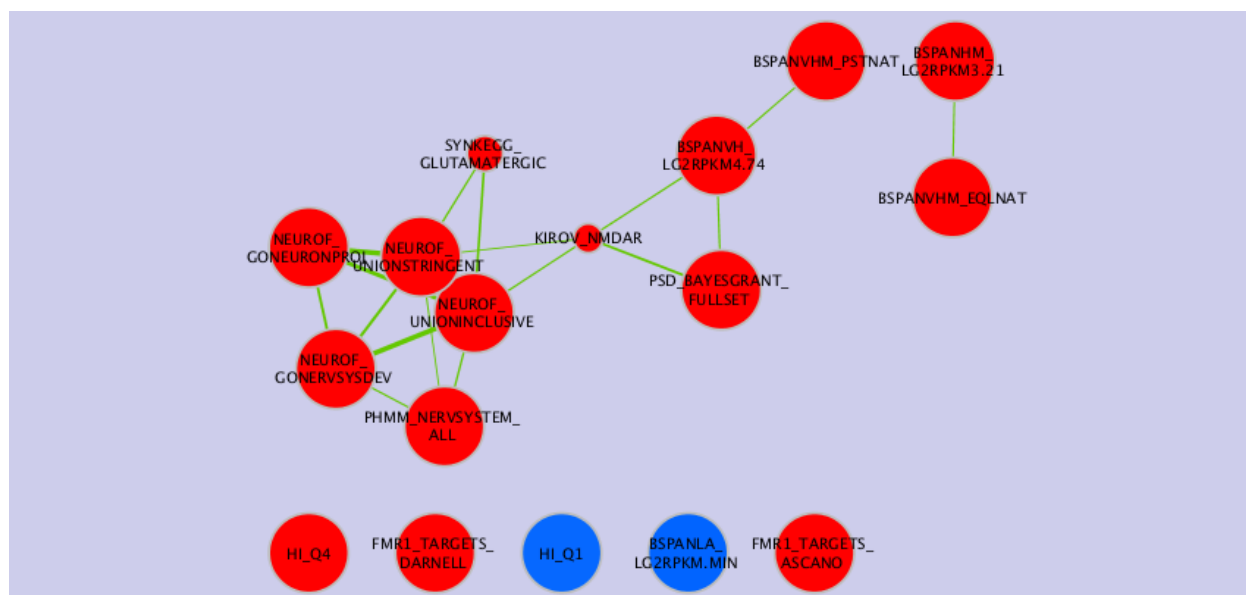 BSPANVHM_PSTNAT
BSPANHM_
LG2RPKM3.21
SYNKEGG_
GLUTAMATERGIC
BSPANVH_
LG2RPKM4.74
BSPANVHM_EQLNAT
NEUROF_
GONEURONPROJ
NEUROF_
UNIONSTRINGENT
KIROV_NMDAR
PSD_BAYESGRANT_
FULLSET
NEUROF_
UNIONINCLUSIVE
NEUROF_
GONERVSYSDEV
PHMM_NERVSYSTEM_
ALL
HI_Q4
FMR1_TARGETS_
DARNELL
HI_Q1
BSPANLA_
LG2RPKM.MIN
FMR1_TARGETS_
ASCANO